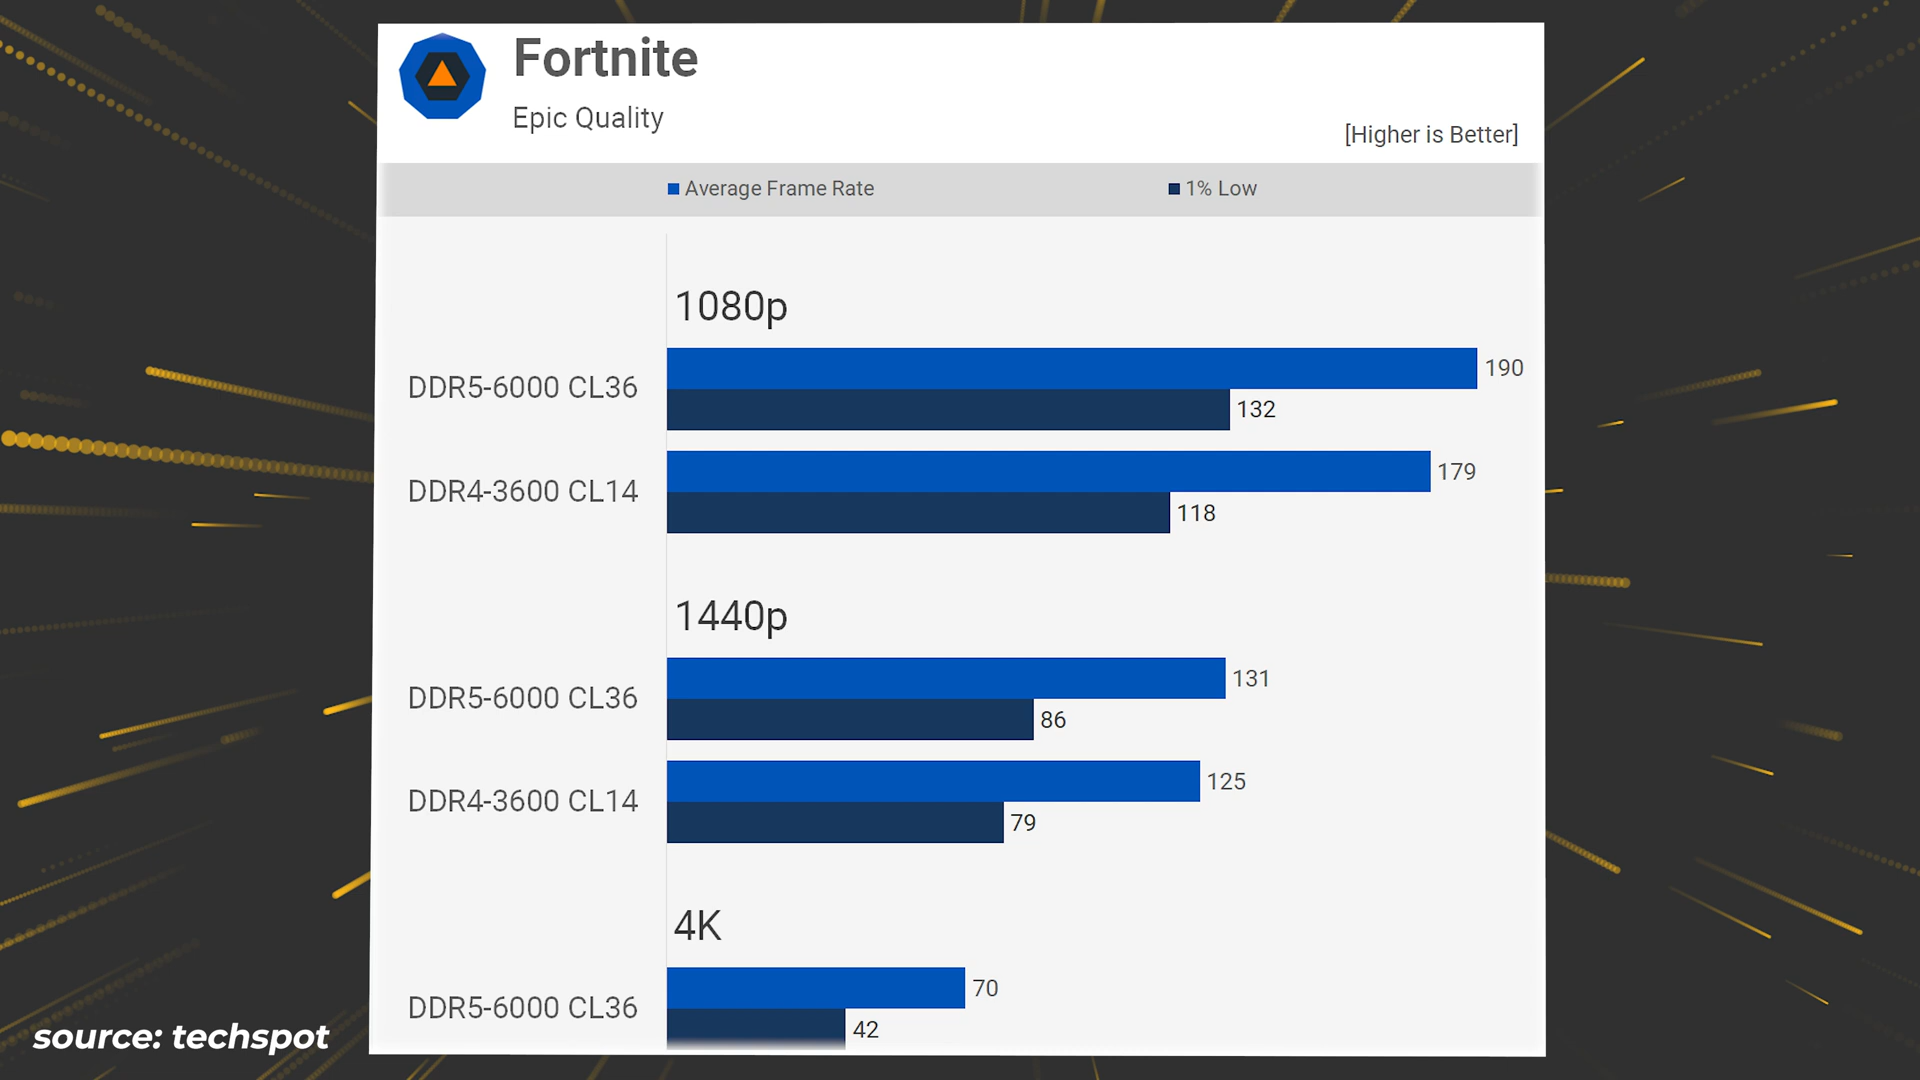 Fortnite
Epic Quality
[Higher is Better]
Average Frame Rate 1% Low
1080p
DDR5-6000 CL36 190
132
DDR4-3600 CL14 179
118
1440p
DDR5-6000 CL36 131
86
DDR4-3600 CL14 125
79
4K
DDR5-6000 CL36 70
42
source: techspot